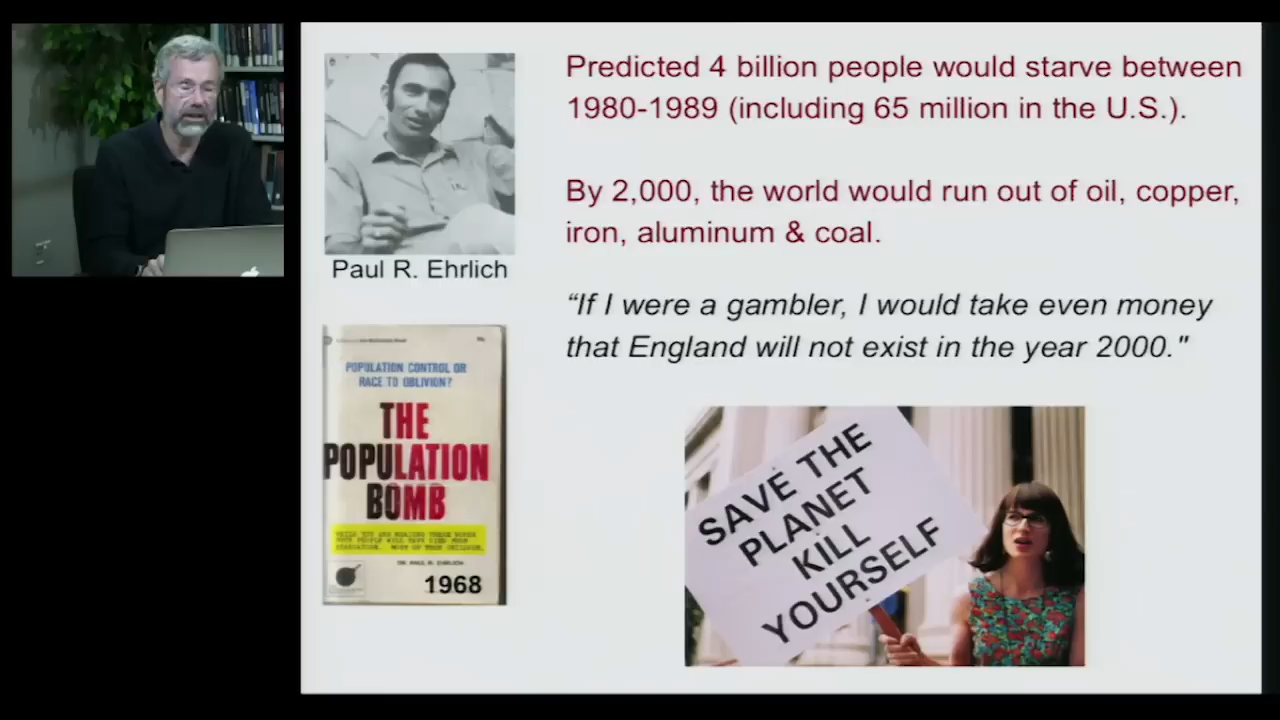 Predicted 4 billion people would starve between
1980-1989 (including 65 million in the U.S.).
By 2,000, the world would run out of oil, copper,
iron, aluminum & coal.
“If I were a gambler, I would take even money
that England will not exist in the year 2000."
Paul R. Ehrlich
POPULATION CONTROL OR
RACE TO OBLIVION?
THE
POPULATION
BOMB
DR. PAUL R. EHRLICH
1968
SAVE THE
PLANET
KILL
YOURSELF